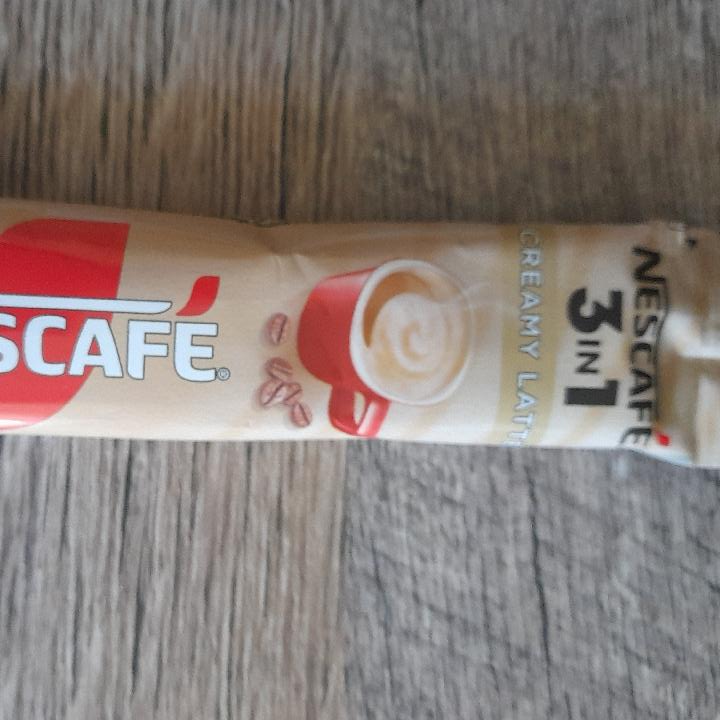 SCAFÉ®
NESCAFÉ
3 IN 1
CREAMY LATT